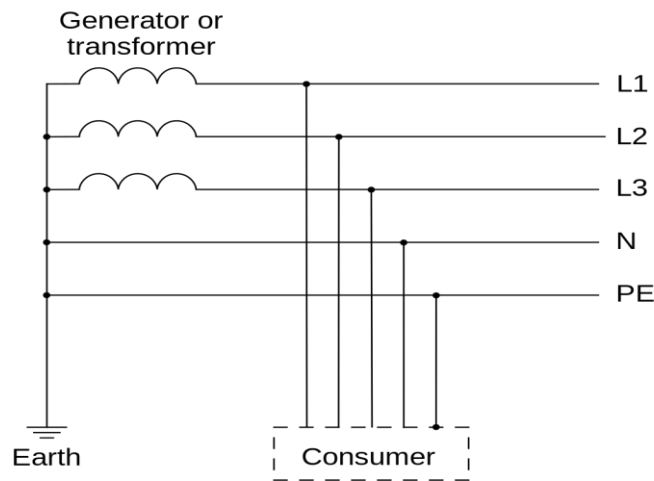 Generator or
transformer
L1
L2
L3
N
PE
Earth
Consumer